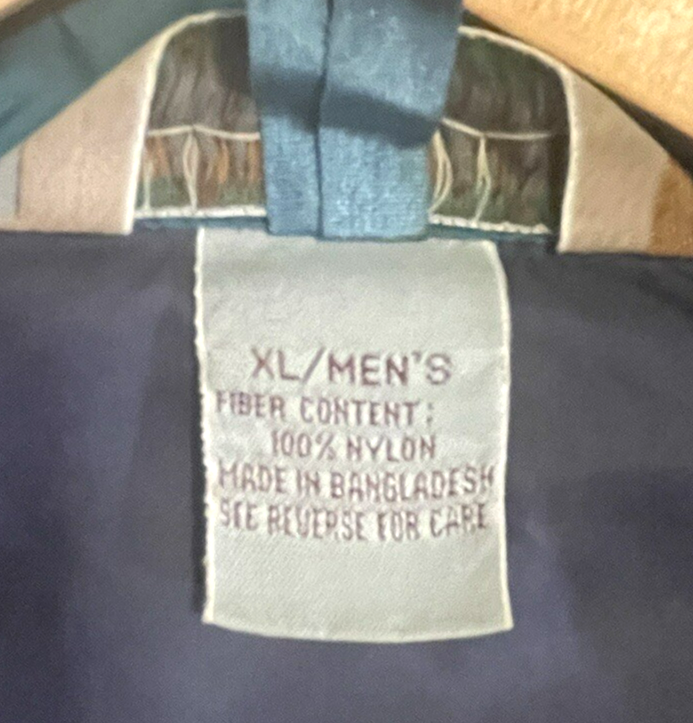 XL/MEN'S
FIBER CONTENT:
100% NYLON
MADE IN BANGLADESH
SEE REVERSE FOR CARE